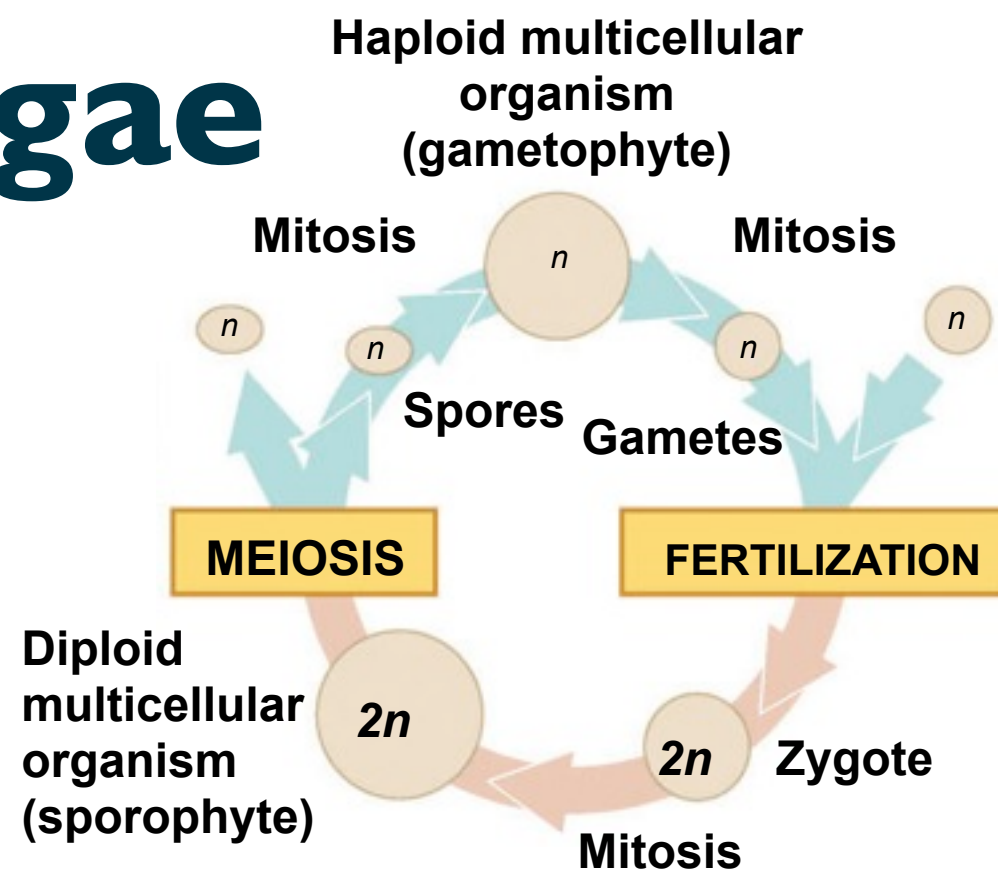 gae
Haploid multicellular
organism
(gametophyte)
Mitosis
Mitosis
n
n
n
n
n
Spores
Gametes
MEIOSIS
FERTILIZATION
Diploid
multicellular
organism
(sporophyte)
2n
2n
Zygote
Mitosis